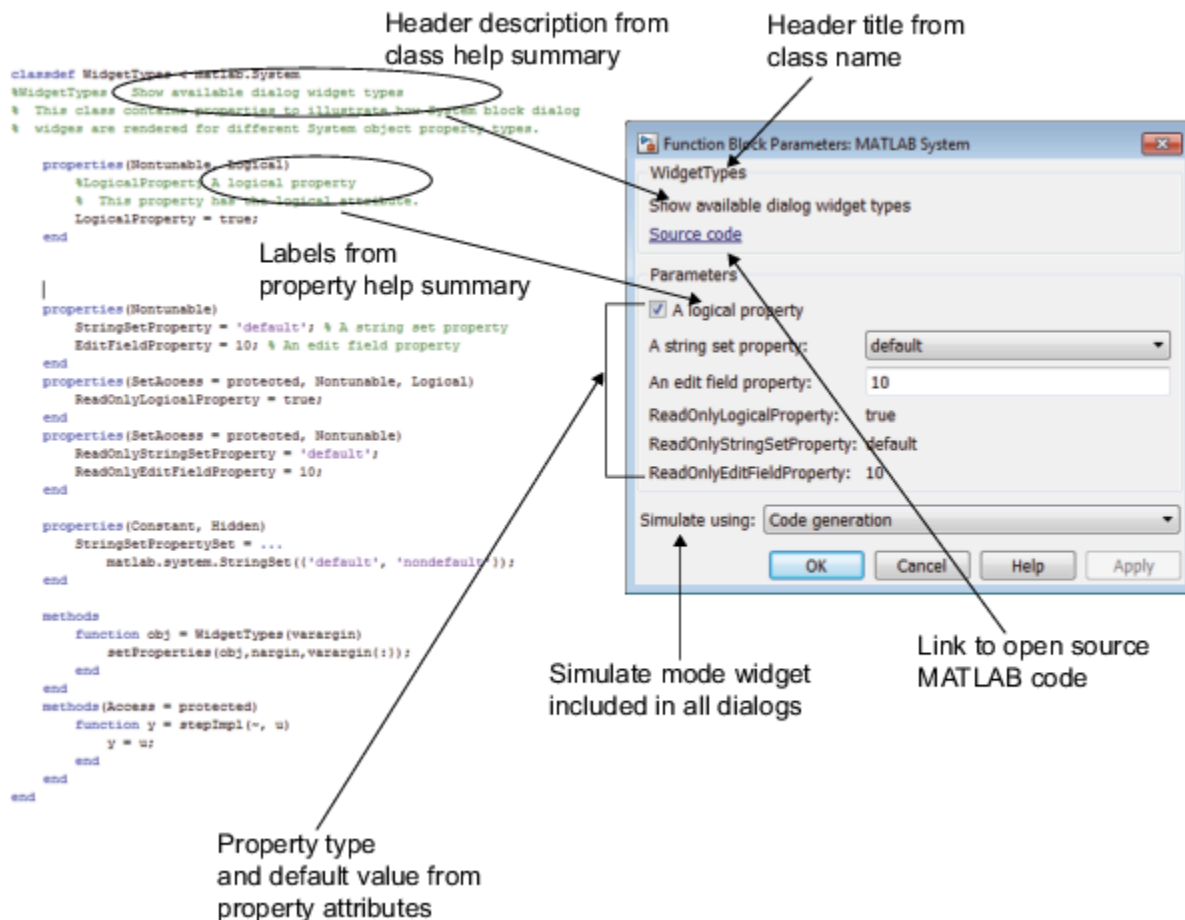 Header description from
class help summary
Header title from
class name
classdef WidgetTypes < matlab.System
%WidgetTypes Show available dialog widget types
% This class contains properties to illustrate how System block dialog
% widges are rendered for different System object property types.
properties(Nontunable, Logical)
%LogicalProperty A logical property
% This property has the logical attribute.
LogicalProperty = true;
end
Labels from
property help summary
properties(Nontunable)
StringSetProperty = 'default'; % A string set property
EditFieldProperty = 10; % An edit field property
end
properties(SetAccess = protected, Nontunable, Logical)
ReadOnlyLogicalProperty = true;
end
properties(SetAccess = protected, Nontunable)
ReadOnlyStringSetProperty = 'default';
ReadOnlyEditFieldProperty = 10;
end
properties(Constant, Hidden)
StringSetPropertySet = ...
matlab.system.StringSet({'default', 'nondefault'});
end
methods
function obj = WidgetTypes(varargin)
setProperties(obj,nargin,varargin{:});
end
end
methods(Access = protected)
function y = stepImpl(~, u)
y = u;
end
end
end
Function Block Parameters: MATLAB System
WidgetTypes
Show available dialog widget types
Source code
Parameters
A logical property
A string set property: default
An edit field property: 10
ReadOnlyLogicalProperty: true
ReadOnlyStringSetProperty: default
ReadOnlyEditFieldProperty: 10
Simulate using: Code generation
OK Cancel Help Apply
Simulate mode widget
included in all dialogs
Link to open source
MATLAB code
Property type
and default value from
property attributes